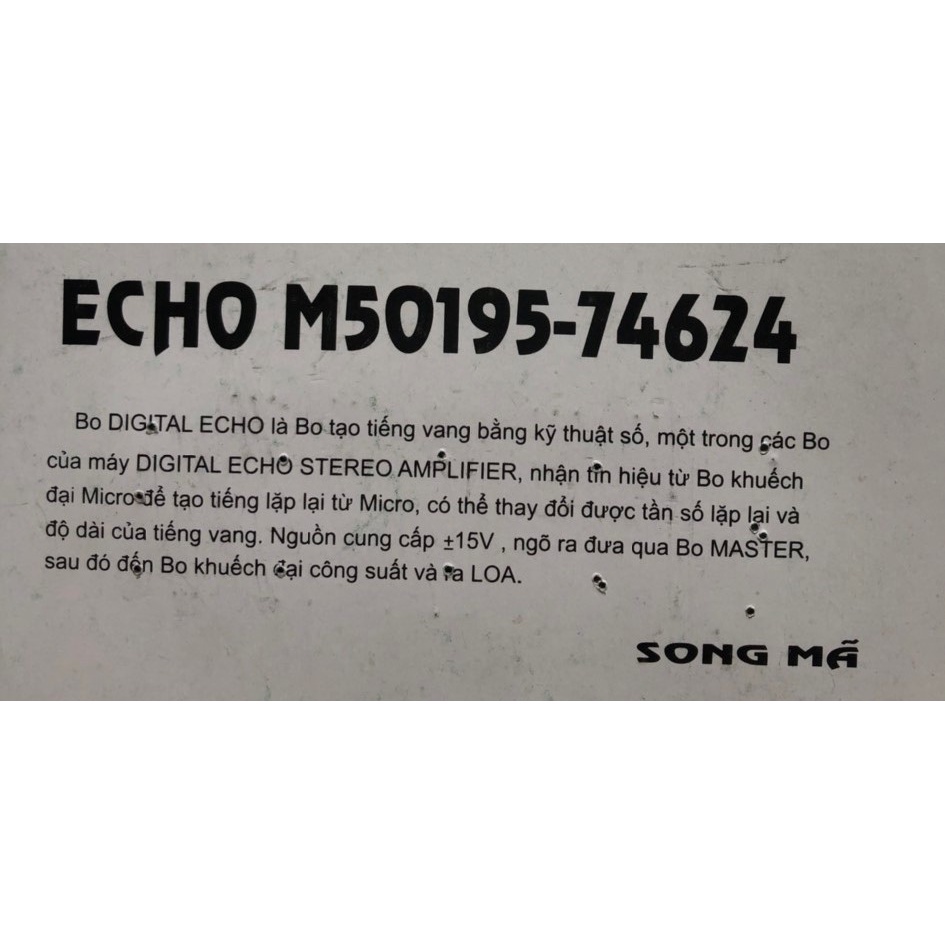 ECHO M50195-74624
Bo DIGITAL ECHO là Bo tạo tiếng vang bằng kỹ thuật số, một trong các Bo
của máy DIGITAL ECHO STEREO AMPLIFIER, nhận tín hiệu từ Bo khuếch
đại Micro để tạo tiếng lặp lại từ Micro, có thể thay đổi được tần số lặp lại và
độ dài của tiếng vang. Nguồn cung cấp ±15V , ngõ ra đưa qua Bo MASTER,
sau đó đến Bo khuếch đại công suất và ra LOA.
SONG MÃ